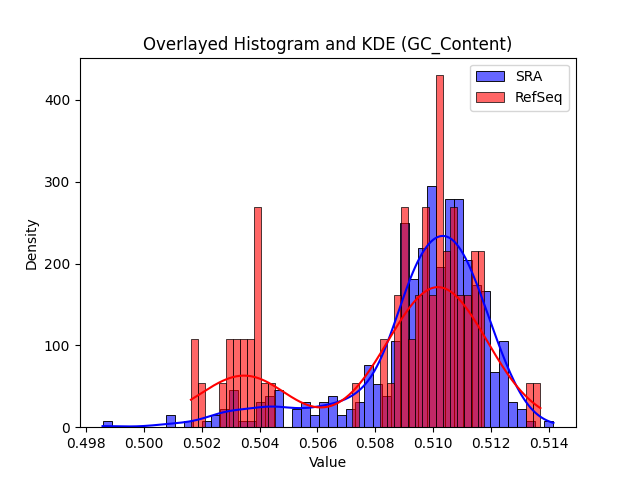 Overlayed Histogram and KDE (GC_Content)
SRA
RefSeq
400
300
200
100
0
Density
0.498 0.500 0.502 0.504 0.506 0.508 0.510 0.512 0.514
Value